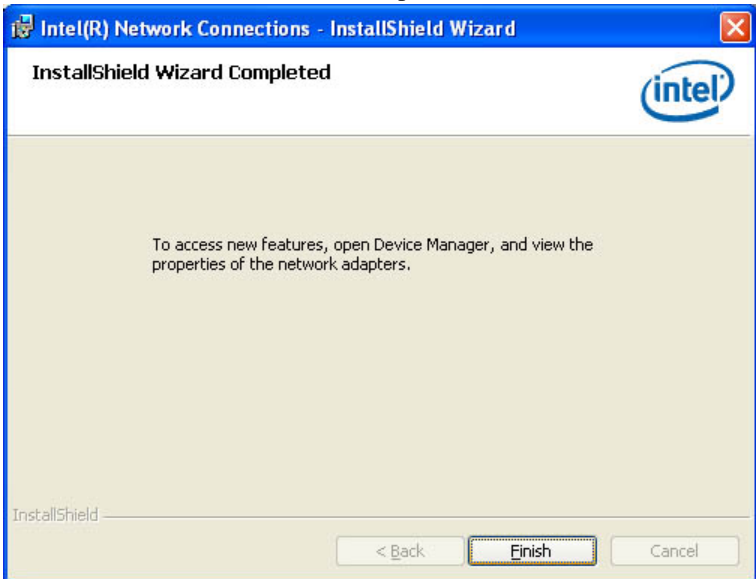 Intel(R) Network Connections - InstallShield Wizard
InstallShield Wizard Completed
intel
To access new features, open Device Manager, and view the
properties of the network adapters.
InstallShield
< Back
Finish
Cancel